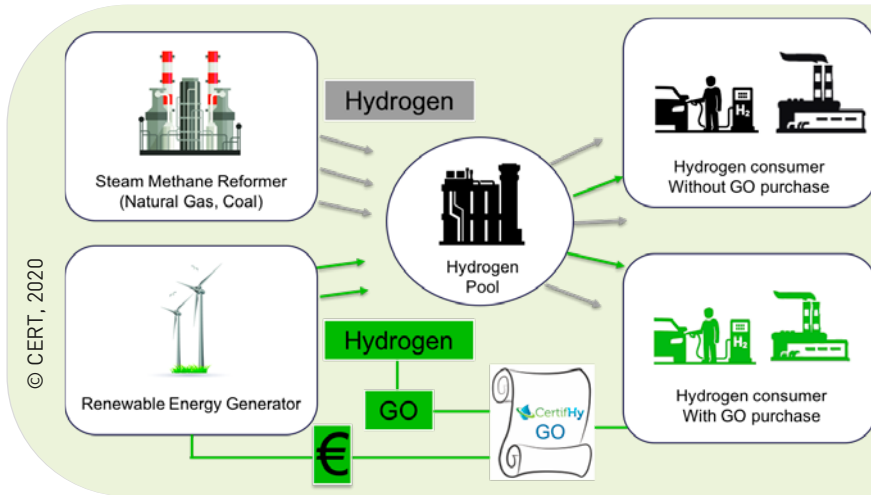 Hydrogen
Steam Methane Reformer
(Natural Gas, Coal)
H₂
Hydrogen consumer
Without GO purchase
Hydrogen
Pool
© CERT, 2020
Renewable Energy Generator
Hydrogen
GO
€
CertifHy
GO
H₂
Hydrogen consumer
With GO purchase